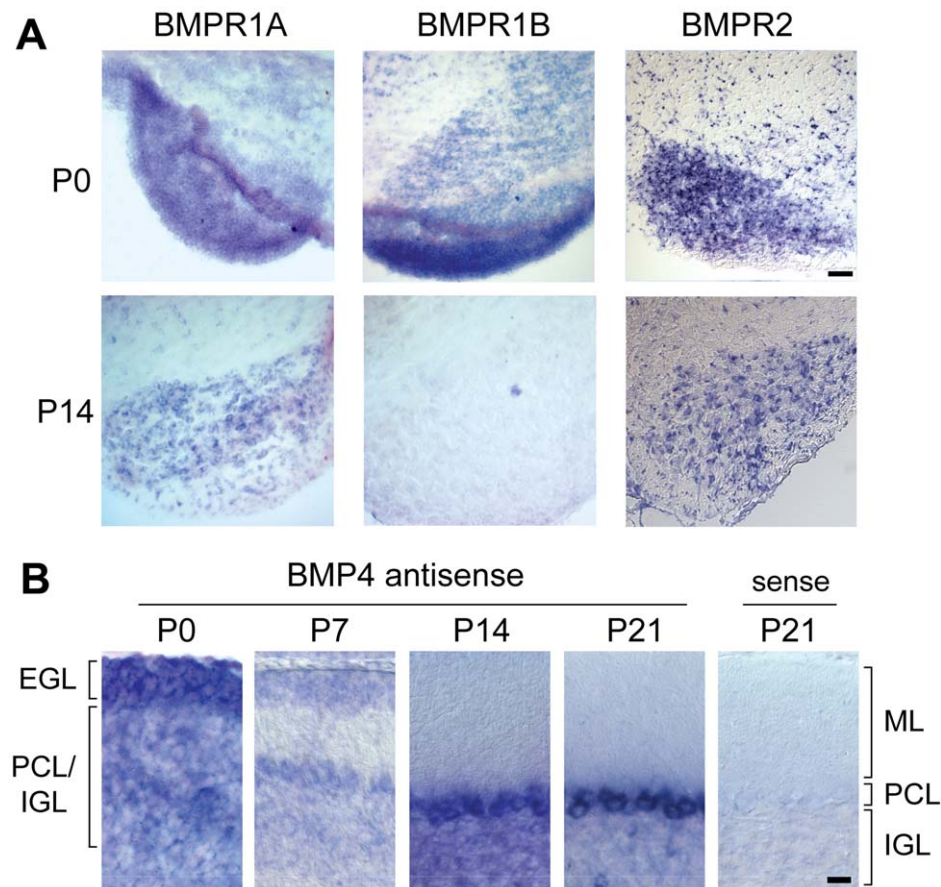 A
BMPR1A BMPR1B BMPR2
P0
P14
B
BMP4 antisense sense
P0 P7 P14 P21 P21
EGL
PCL/
IGL
ML
PCL
IGL